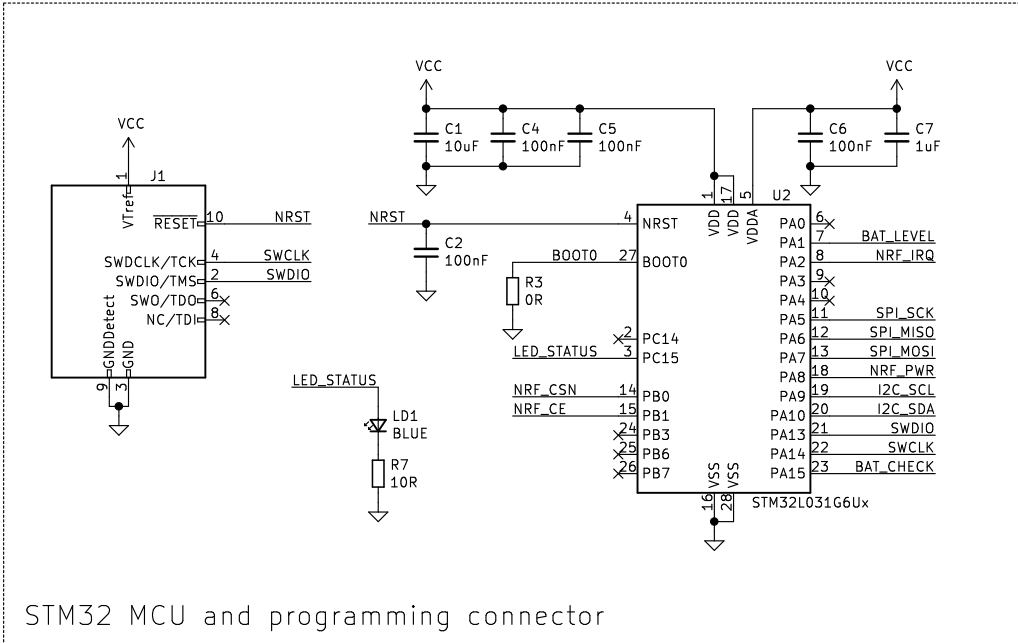 VCC
VCC
C1
10uF
C4
100nF
C5
100nF
C6
100nF
C7
1uF
VCC
1
J1
VTref
RESET
10
NRST
SWDCLK/TCK
4
SWCLK
SWDIO/TMS
2
SWDIO
SWO/TDO
6
NC/TDI
8
GNDDetect
GND
9
3
NRST
C2
100nF
BOOT0
R3
0R
LED_STATUS
NRF_CSN
NRF_CE
LED_STATUS
LD1
BLUE
R7
10R
1
17
5
U2
VDD
VDD
VDDA
4
NRST
27
BOOT0
2
PC14
3
PC15
14
PB0
15
PB1
24
PB3
25
PB6
26
PB7
PA0
6
PA1
7
BAT_LEVEL
PA2
8
NRF_IRQ
PA3
9
PA4
10
PA5
11
SPI_SCK
PA6
12
SPI_MISO
PA7
13
SPI_MOSI
PA8
18
NRF_PWR
PA9
19
I2C_SCL
PA10
20
I2C_SDA
PA13
21
SWDIO
PA14
22
SWCLK
PA15
23
BAT_CHECK
VSS
VSS
16
28
STM32L031G6Ux
STM32 MCU and programming connector